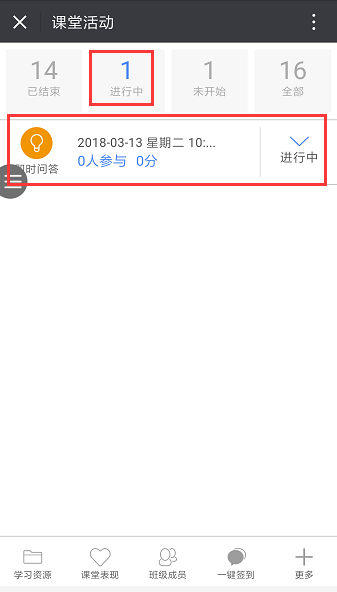 课堂活动
14
已结束
1
进行中
1
未开始
16
全部
2018-03-13 星期二 10:...
0人参与 0分
即时问答
进行中
学习资源
课堂表现
班级成员
一键签到
更多